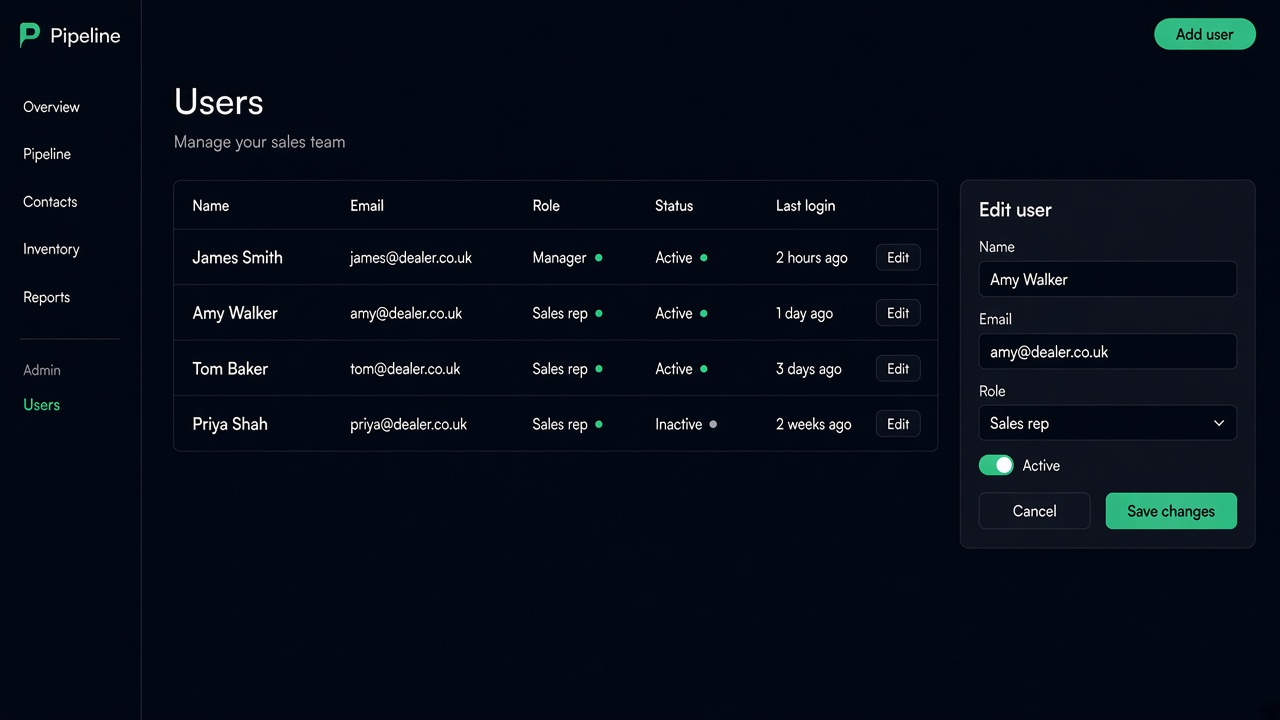 Pipeline
Add user
Overview
Pipeline
Contacts
Inventory
Reports
Admin
Users
Users
Manage your sales team
Name Email Role Status Last login
James Smith james@dealer.co.uk Manager Active 2 hours ago Edit
Amy Walker amy@dealer.co.uk Sales rep Active 1 day ago Edit
Tom Baker tom@dealer.co.uk Sales rep Active 3 days ago Edit
Priya Shah priya@dealer.co.uk Sales rep Inactive 2 weeks ago Edit
Edit user
Name
Amy Walker
Email
amy@dealer.co.uk
Role
Sales rep
Active
Cancel Save changes